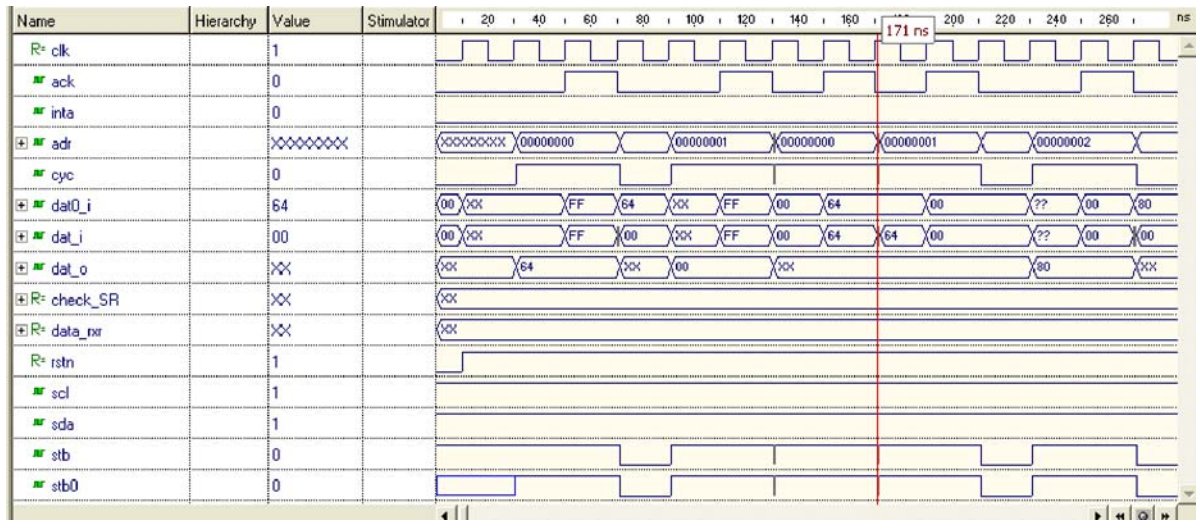 Name Hierarchy Value Stimulator 20 40 60 80 100 120 140 160 200 220 240 260 ns
171 ns
R= clk 1
ack 0
inta 0
adr XXXXXXXX XXXXXXXX 00000000 00000001 00000000 00000001 00000002
cyc 0
dat0_i 64 00 XX FF 64 XX FF 00 64 00 ?? 00 80
dat_i 00 00 XX FF 00 XX FF 00 64 64 00 ?? 00 00
dat_o XX XX 64 XX 00 XX 80 XX
R= check_SR XX XX
R= data_rxr XX XX
R= rstn 1
scl 1
sda 1
stb 0
stb0 0